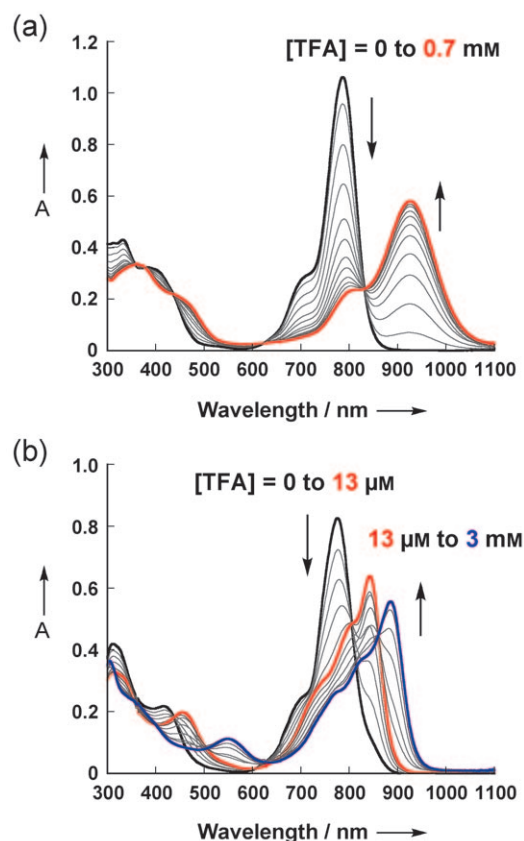 (a)
[TFA] = 0 to 0.7 mM
1.2
1.0
0.8
0.6
0.4
0.2
0
A
300 400 500 600 700 800 900 1000 1100
Wavelength / nm
(b)
[TFA] = 0 to 13 µM
13 µM to 3 mM
1.0
0.8
0.6
0.4
0.2
0
A
300 400 500 600 700 800 900 1000 1100
Wavelength / nm